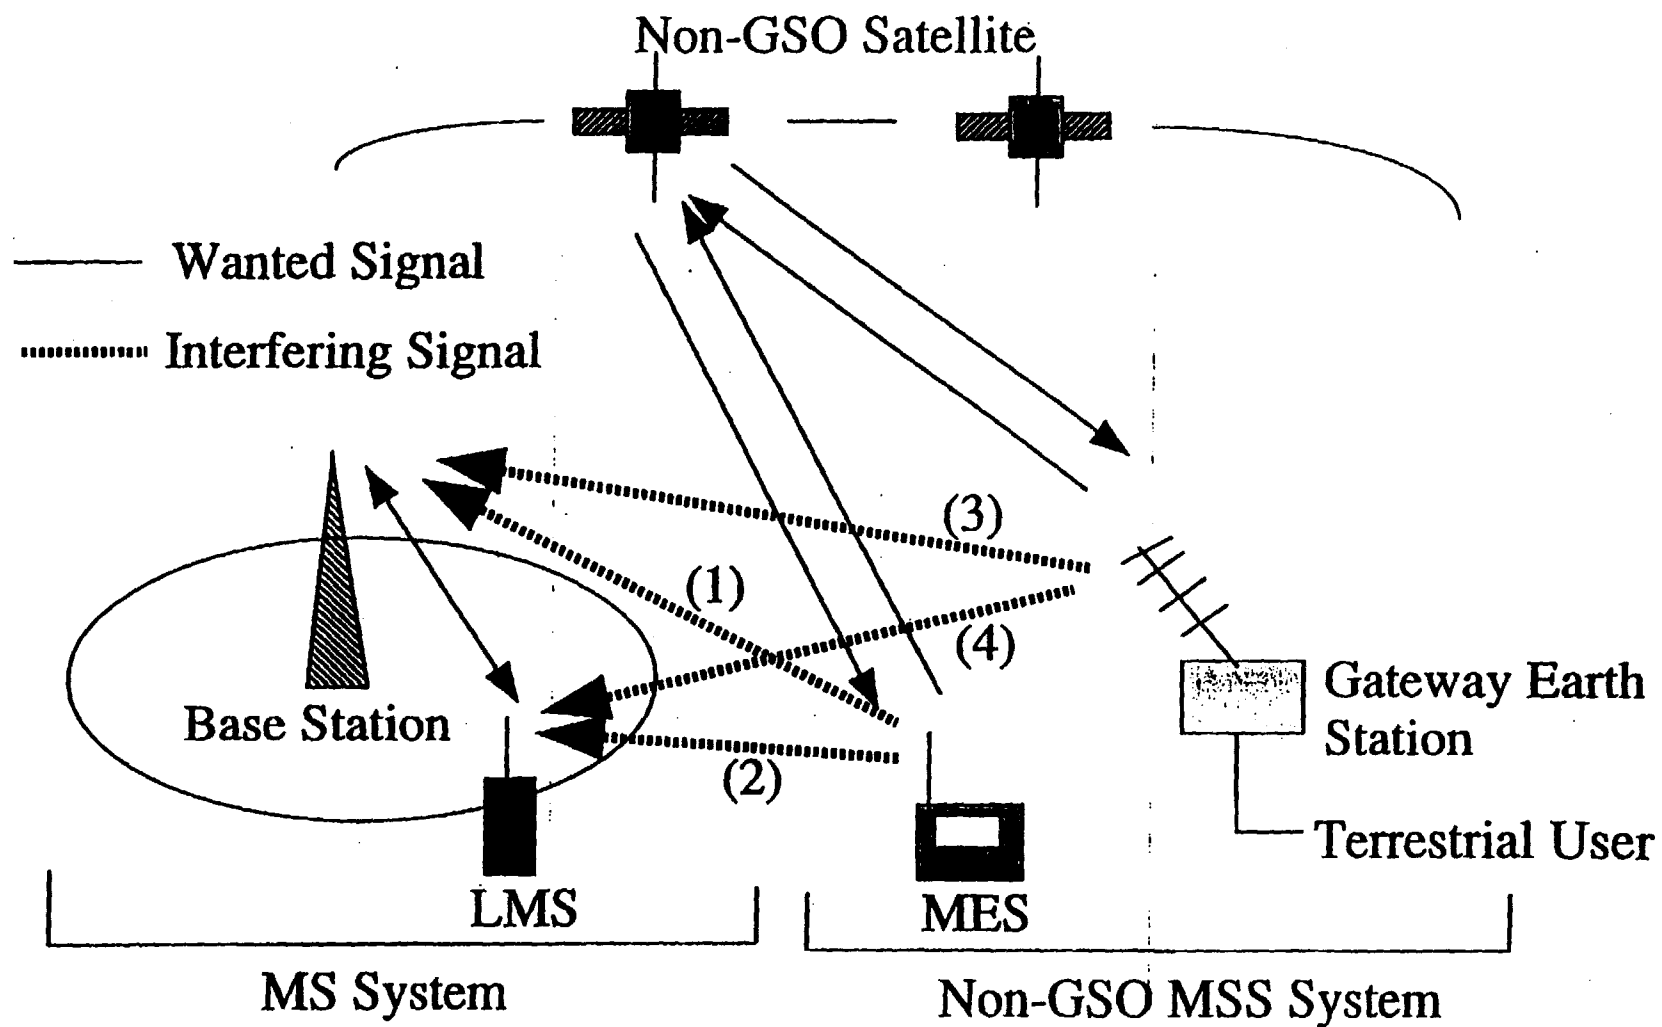 Non-GSO Satellite
Wanted Signal
Interfering Signal
(3)
(1)
(4)
Base Station
Gateway Earth
Station
(2)
Terrestrial User
LMS
MES
MS System
Non-GSO MSS System